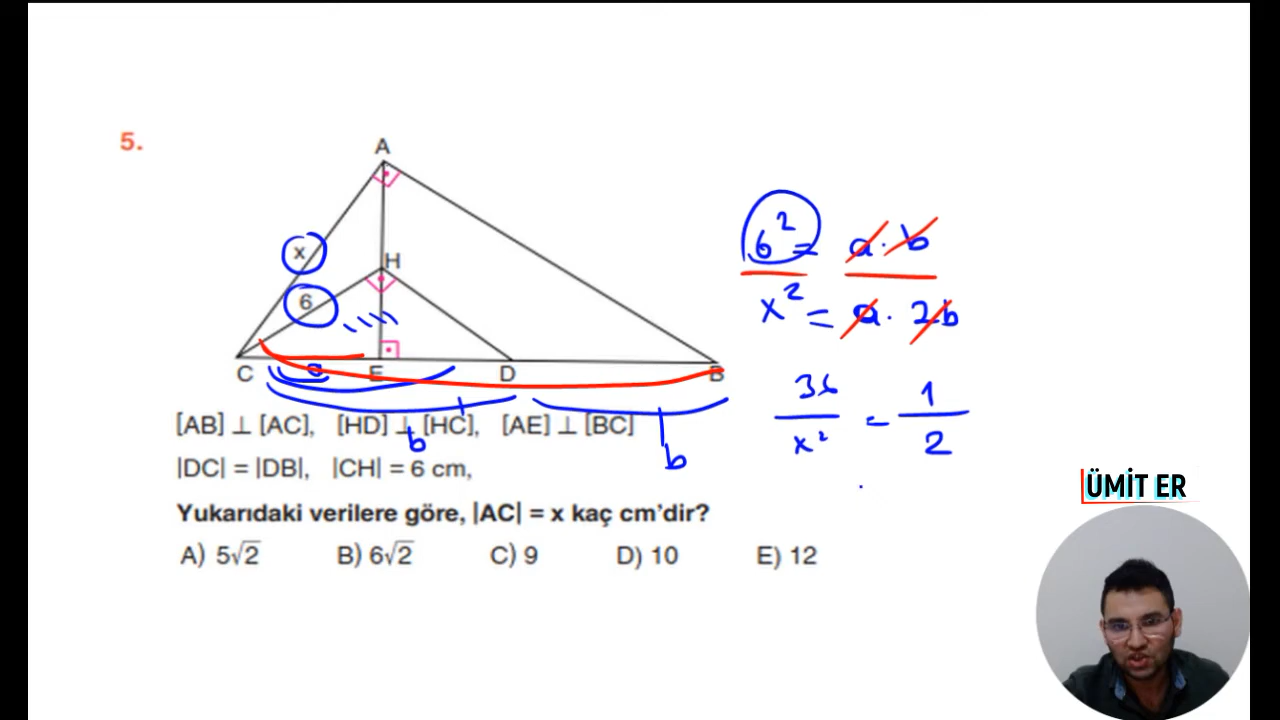 5.
A
x
H
6
C a E D B
b
b
[AB] ⊥ [AC], [HD] ⊥ [HC], [AE] ⊥ [BC]
|DC| = |DB|, |CH| = 6 cm,
Yukarıdaki verilere göre, |AC| = x kaç cm'dir?
A) 5√2 B) 6√2 C) 9 D) 10 E) 12
6² = a . b
x² = a . 2b
36/x² = 1/2
ÜMİT ER